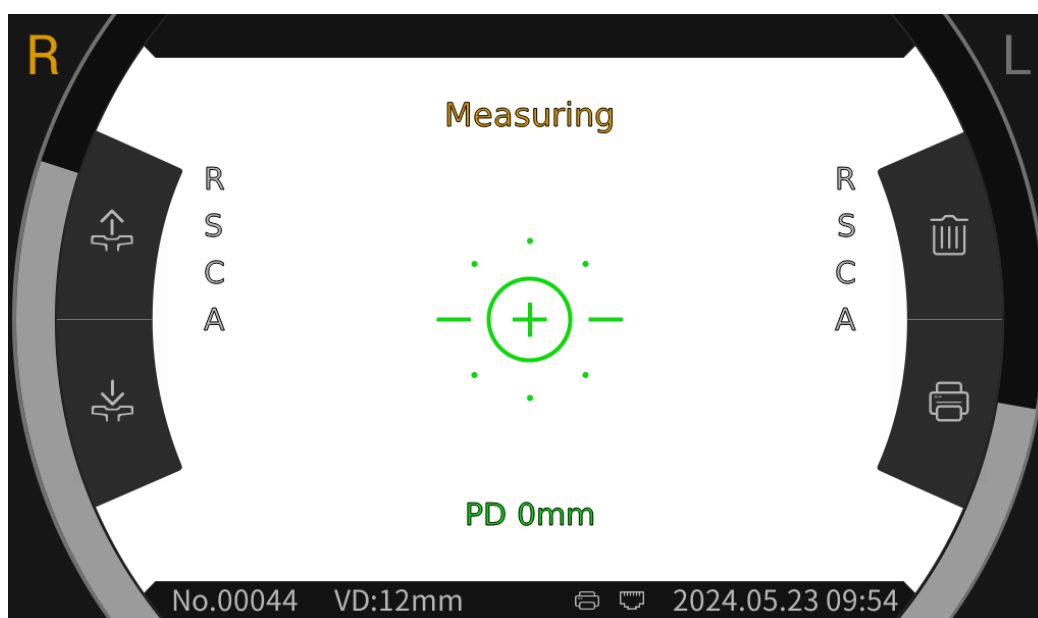 R
L
Measuring
R R
S S
C C
A A
PD 0mm
No.00044 VD:12mm 2024.05.23 09:54